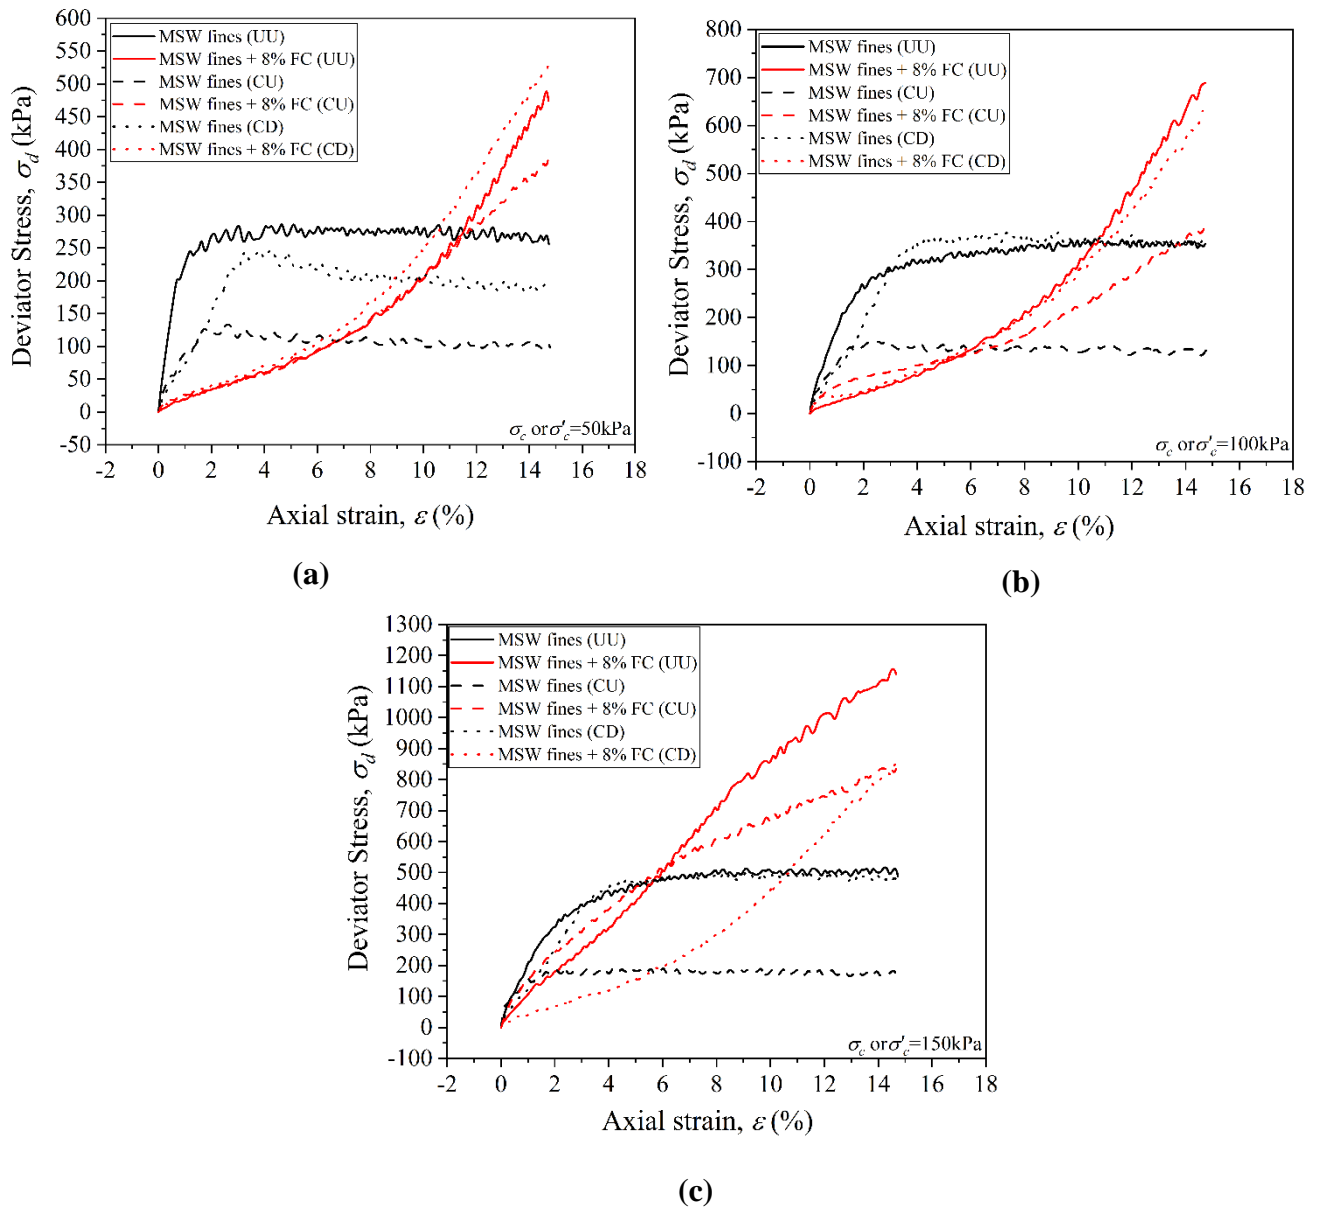 600
550
500
450
400
350
300
250
200
150
100
50
0
-50
Deviator Stress, σd (kPa)
MSW fines (UU)
MSW fines + 8% FC (UU)
MSW fines (CU)
MSW fines + 8% FC (CU)
MSW fines (CD)
MSW fines + 8% FC (CD)
σc or σ′c=50kPa
-2 0 2 4 6 8 10 12 14 16 18
Axial strain, ε (%)
(a)
800
700
600
500
400
300
200
100
0
-100
Deviator Stress, σd (kPa)
MSW fines (UU)
MSW fines + 8% FC (UU)
MSW fines (CU)
MSW fines + 8% FC (CU)
MSW fines (CD)
MSW fines + 8% FC (CD)
σc or σ′c=100kPa
-2 0 2 4 6 8 10 12 14 16 18
Axial strain, ε (%)
(b)
1300
1200
1100
1000
900
800
700
600
500
400
300
200
100
0
-100
Deviator Stress, σd (kPa)
MSW fines (UU)
MSW fines + 8% FC (UU)
MSW fines (CU)
MSW fines + 8% FC (CU)
MSW fines (CD)
MSW fines + 8% FC (CD)
σc or σ′c=150kPa
-2 0 2 4 6 8 10 12 14 16 18
Axial strain, ε (%)
(c)